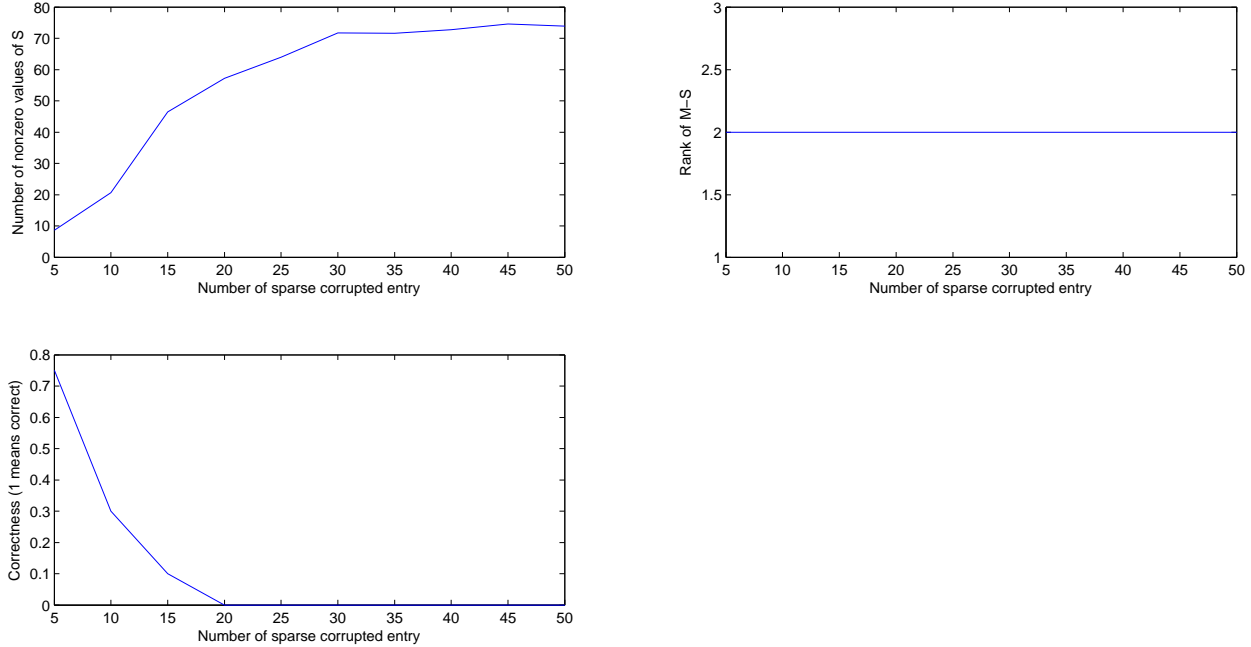 80
70
60
50
40
30
20
10
0
Number of nonzero values of S
5 10 15 20 25 30 35 40 45 50
Number of sparse corrupted entry
3
2.5
2
1.5
1
Rank of M−S
5 10 15 20 25 30 35 40 45 50
Number of sparse corrupted entry
0.8
0.7
0.6
0.5
0.4
0.3
0.2
0.1
0
Correctness (1 means correct)
5 10 15 20 25 30 35 40 45 50
Number of sparse corrupted entry